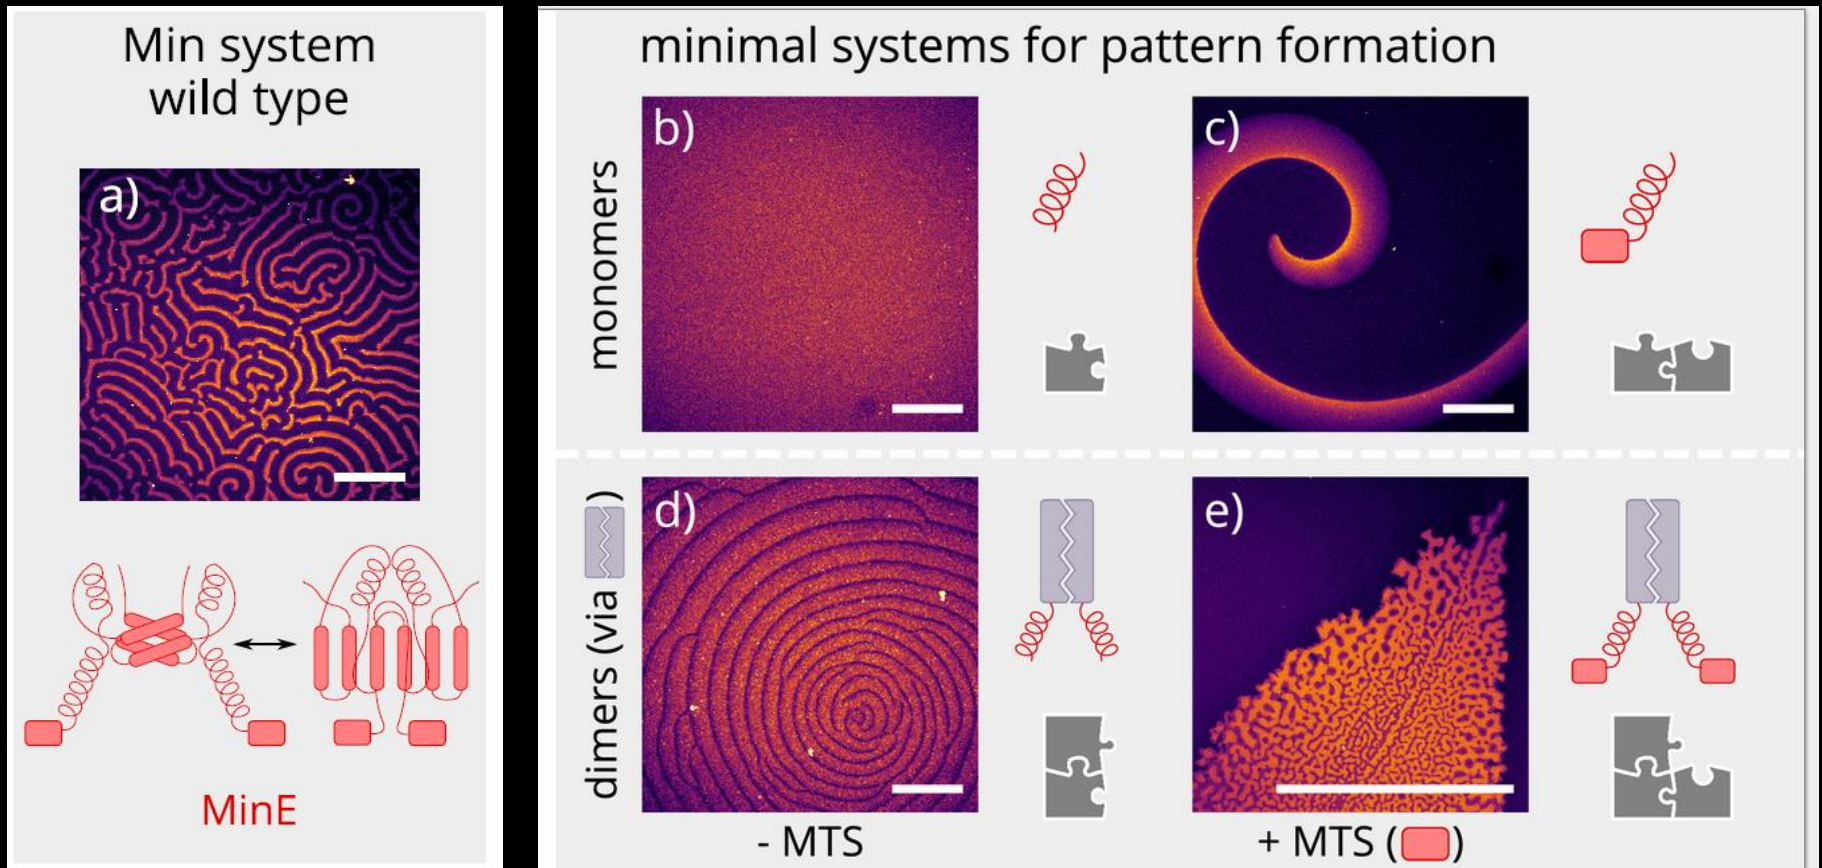 Min system
wild type
a)
MinE
minimal systems for pattern formation
monomers
b)
c)
dimers (via )
d)
e)
- MTS
+ MTS ( )